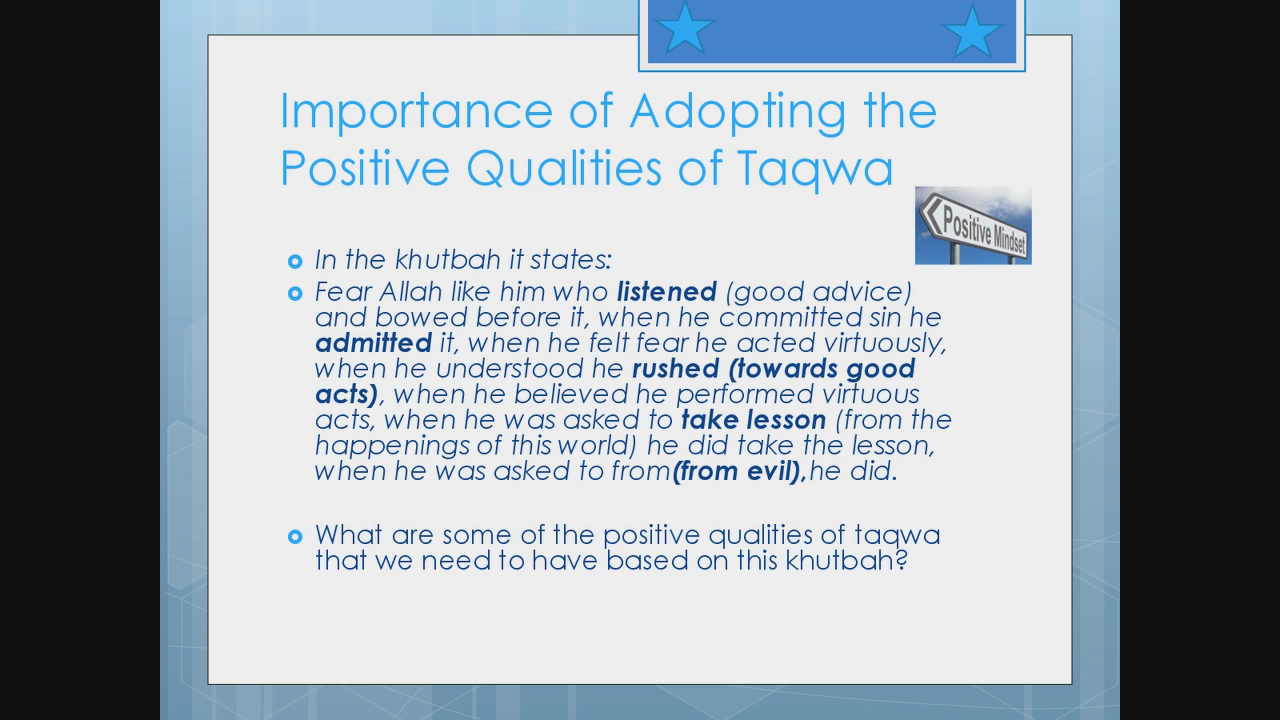 Importance of Adopting the
Positive Qualities of Taqwa
Positive Mindset
In the khutbah it states:
Fear Allah like him who listened (good advice)
and bowed before it, when he committed sin he
admitted it, when he felt fear he acted virtuously,
when he understood he rushed (towards good
acts), when he believed he performed virtuous
acts, when he was asked to take lesson (from the
happenings of this world) he did take the lesson,
when he was asked to from(from evil),he did.
What are some of the positive qualities of taqwa
that we need to have based on this khutbah?